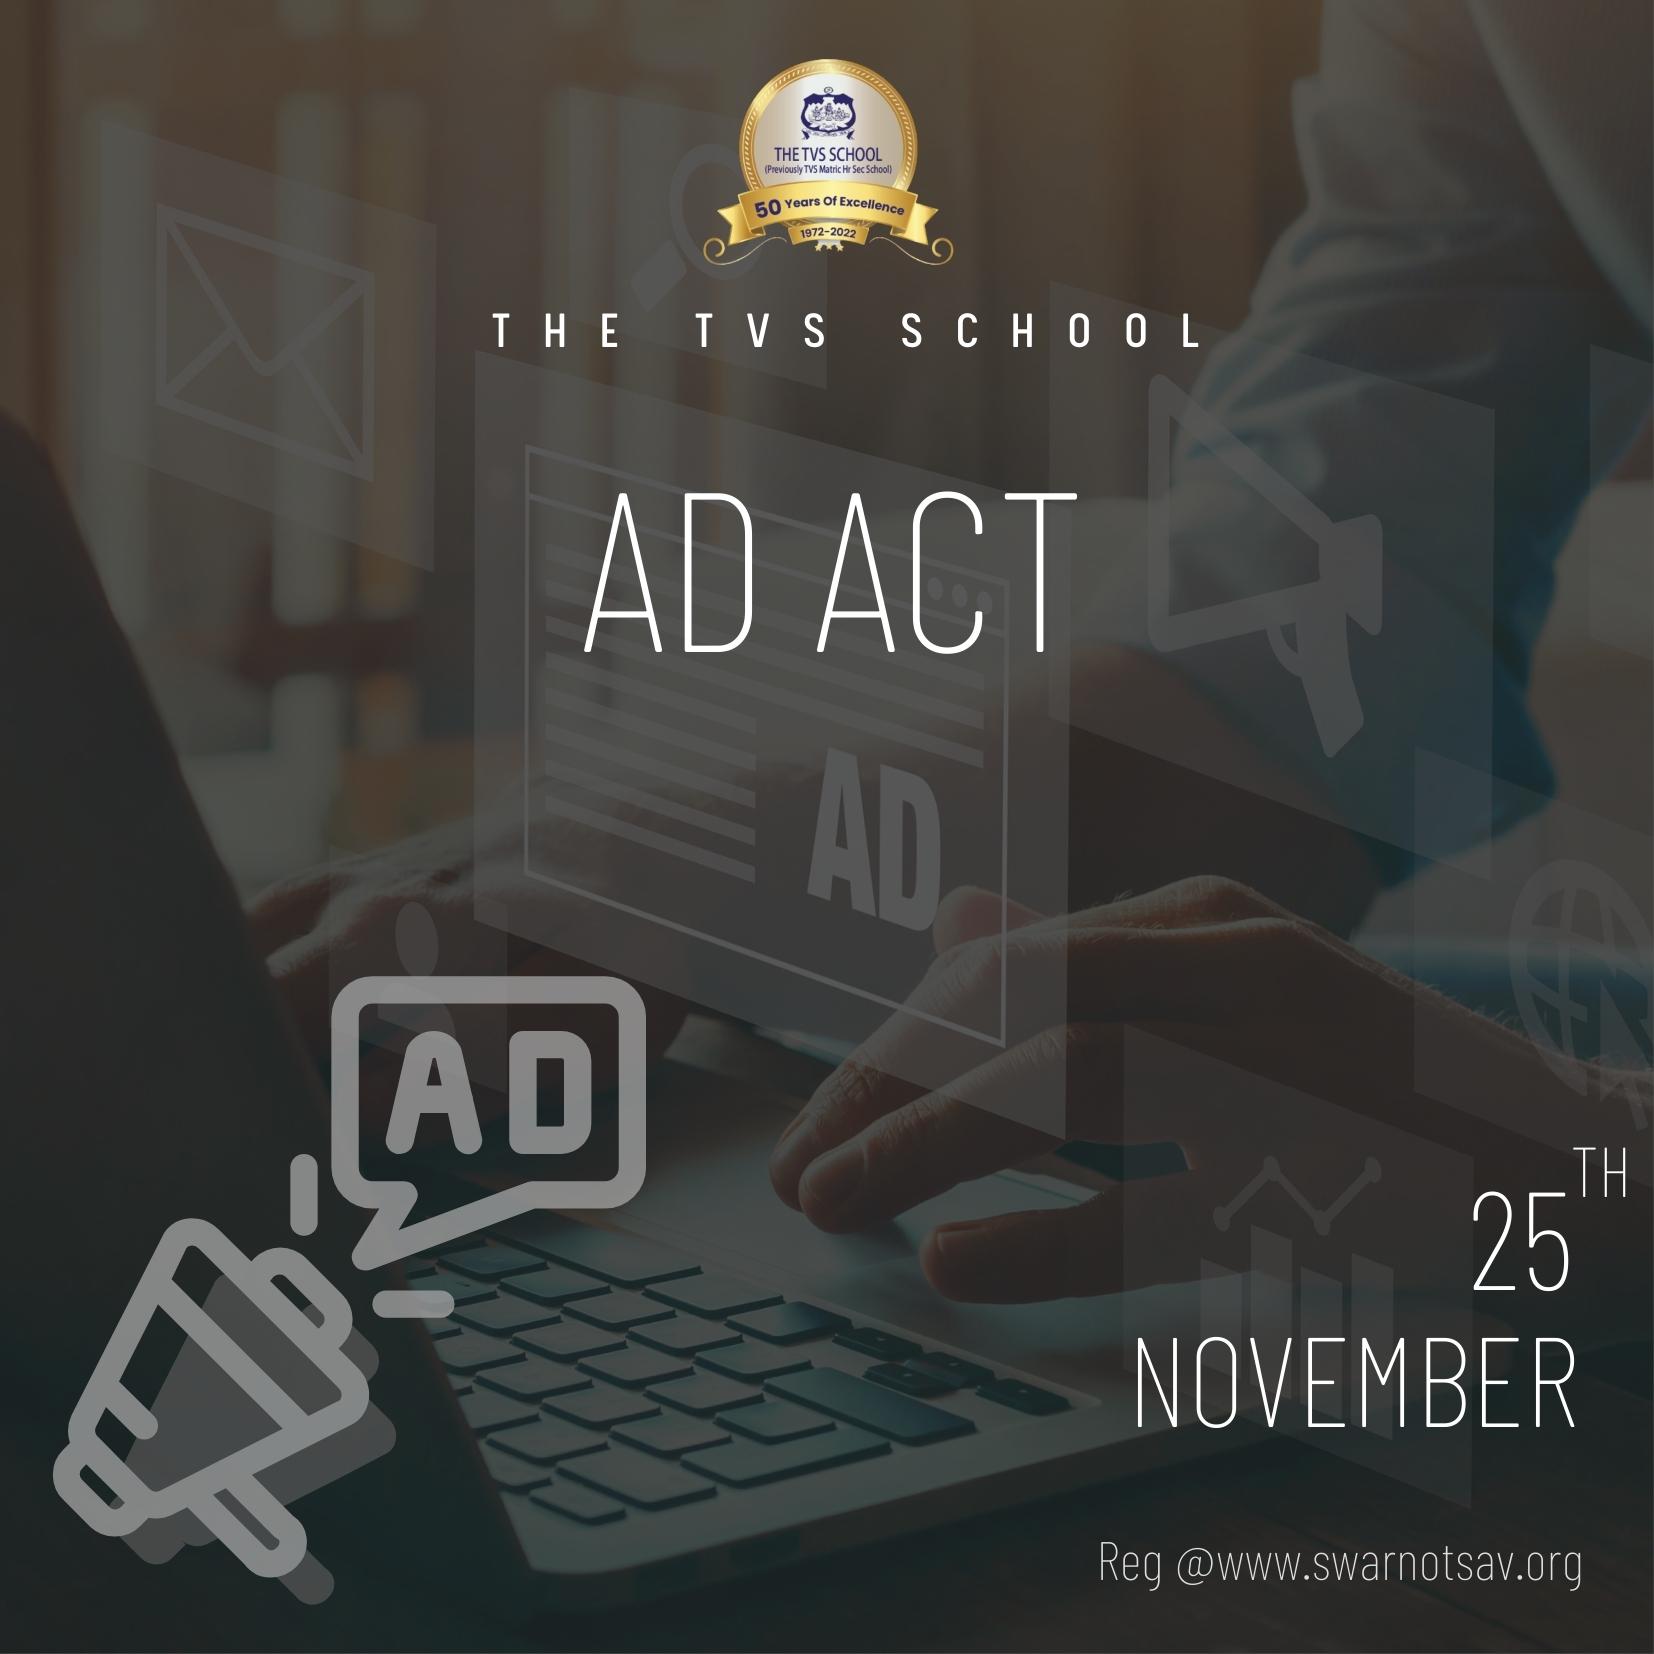 THE TVS SCHOOL
(Previously TVS Matric Hr Sec School)
50 Years Of Excellence
1972-2022
THE TVS SCHOOL
AD ACT
AD
AD
25TH
NOVEMBER
Reg @www.swarnotsav.org